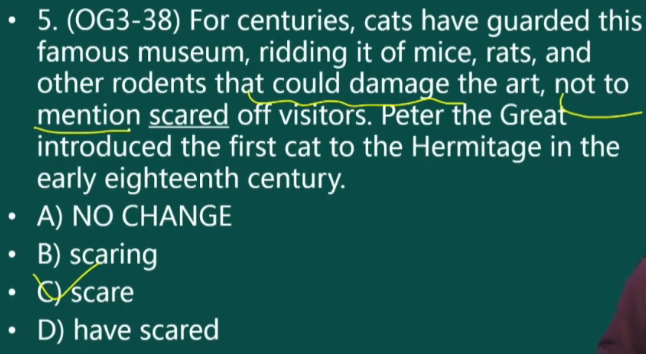 • 5. (OG3-38) For centuries, cats have guarded this
famous museum, ridding it of mice, rats, and
other rodents that could damage the art, not to
mention scared off visitors. Peter the Great
introduced the first cat to the Hermitage in the
early eighteenth century.
• A) NO CHANGE
• B) scaring
• C) scare
• D) have scared